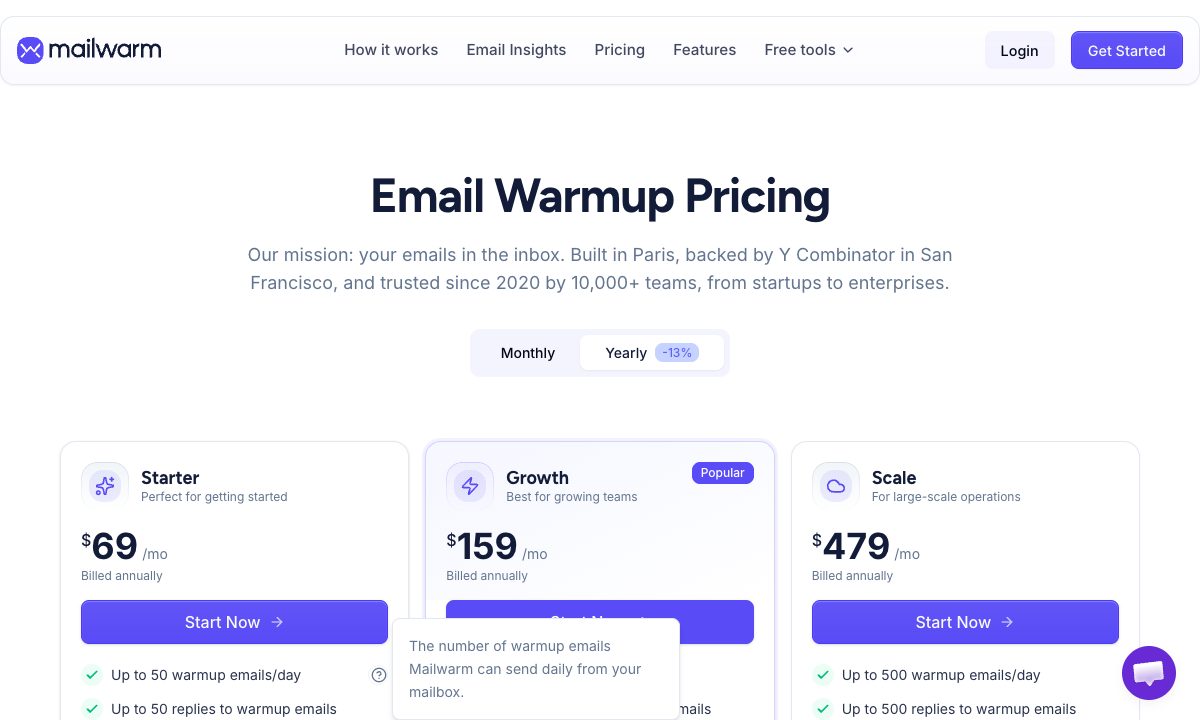 mailwarm
How it works
Email Insights
Pricing
Features
Free tools
Login
Get Started
Email Warmup Pricing
Our mission: your emails in the inbox. Built in Paris, backed by Y Combinator in San
Francisco, and trusted since 2020 by 10,000+ teams, from startups to enterprises.
Monthly
Yearly -13%
Starter
Perfect for getting started
$69 /mo
Billed annually
Start Now →
Up to 50 warmup emails/day
Up to 50 replies to warmup emails
Growth
Popular
Best for growing teams
$159 /mo
Billed annually
The number of warmup emails
Mailwarm can send daily from your
mailbox.
Scale
For large-scale operations
$479 /mo
Billed annually
Start Now →
Up to 500 warmup emails/day
Up to 500 replies to warmup emails